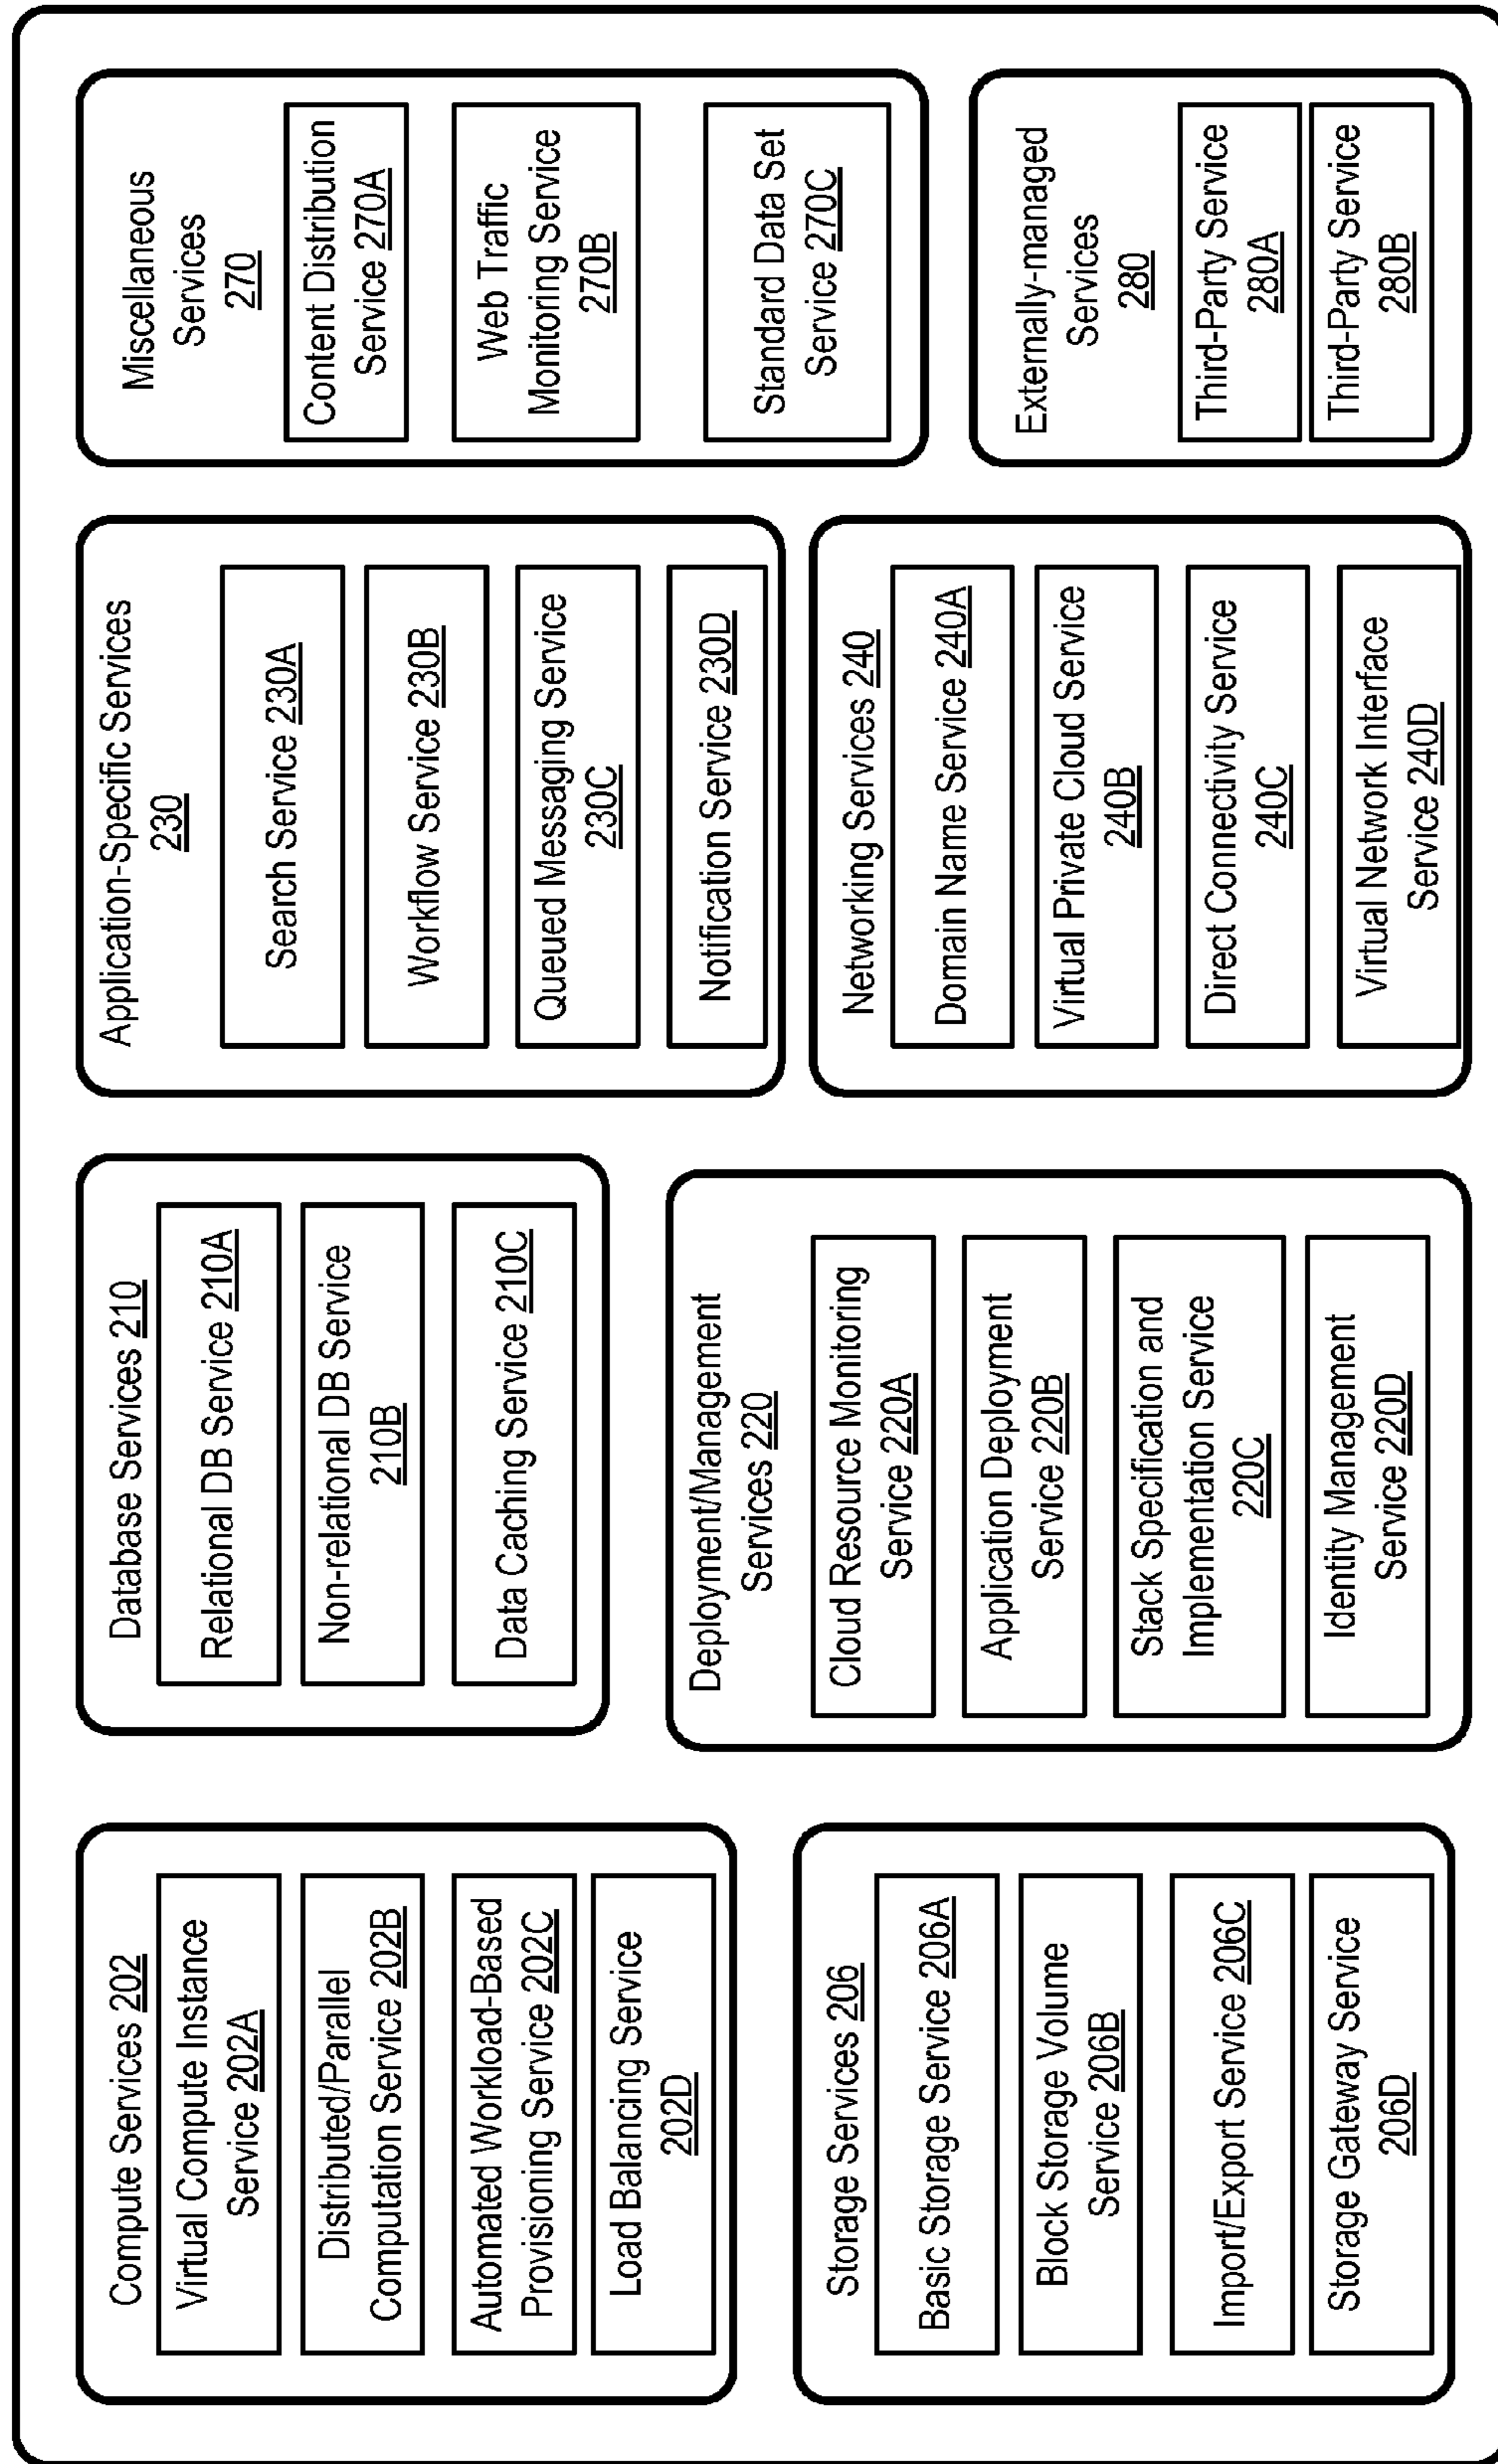 Compute Services 202
Virtual Compute Instance
Service 202A
Distributed/Parallel
Computation Service 202B
Automated Workload-Based
Provisioning Service 202C
Load Balancing Service
202D
Storage Services 206
Basic Storage Service 206A
Block Storage Volume
Service 206B
Import/Export Service 206C
Storage Gateway Service
206D
Database Services 210
Relational DB Service 210A
Non-relational DB Service
210B
Data Caching Service 210C
Deployment/Management
Services 220
Cloud Resource Monitoring
Service 220A
Application Deployment
Service 220B
Stack Specification and
Implementation Service
220C
Identity Management
Service 220D
Application-Specific Services
230
Search Service 230A
Workflow Service 230B
Queued Messaging Service
230C
Notification Service 230D
Networking Services 240
Domain Name Service 240A
Virtual Private Cloud Service
240B
Direct Connectivity Service
240C
Virtual Network Interface
Service 240D
Miscellaneous
Services
270
Content Distribution
Service 270A
Web Traffic
Monitoring Service
270B
Standard Data Set
Service 270C
Externally-managed
Services
280
Third-Party Service
280A
Third-Party Service
280B